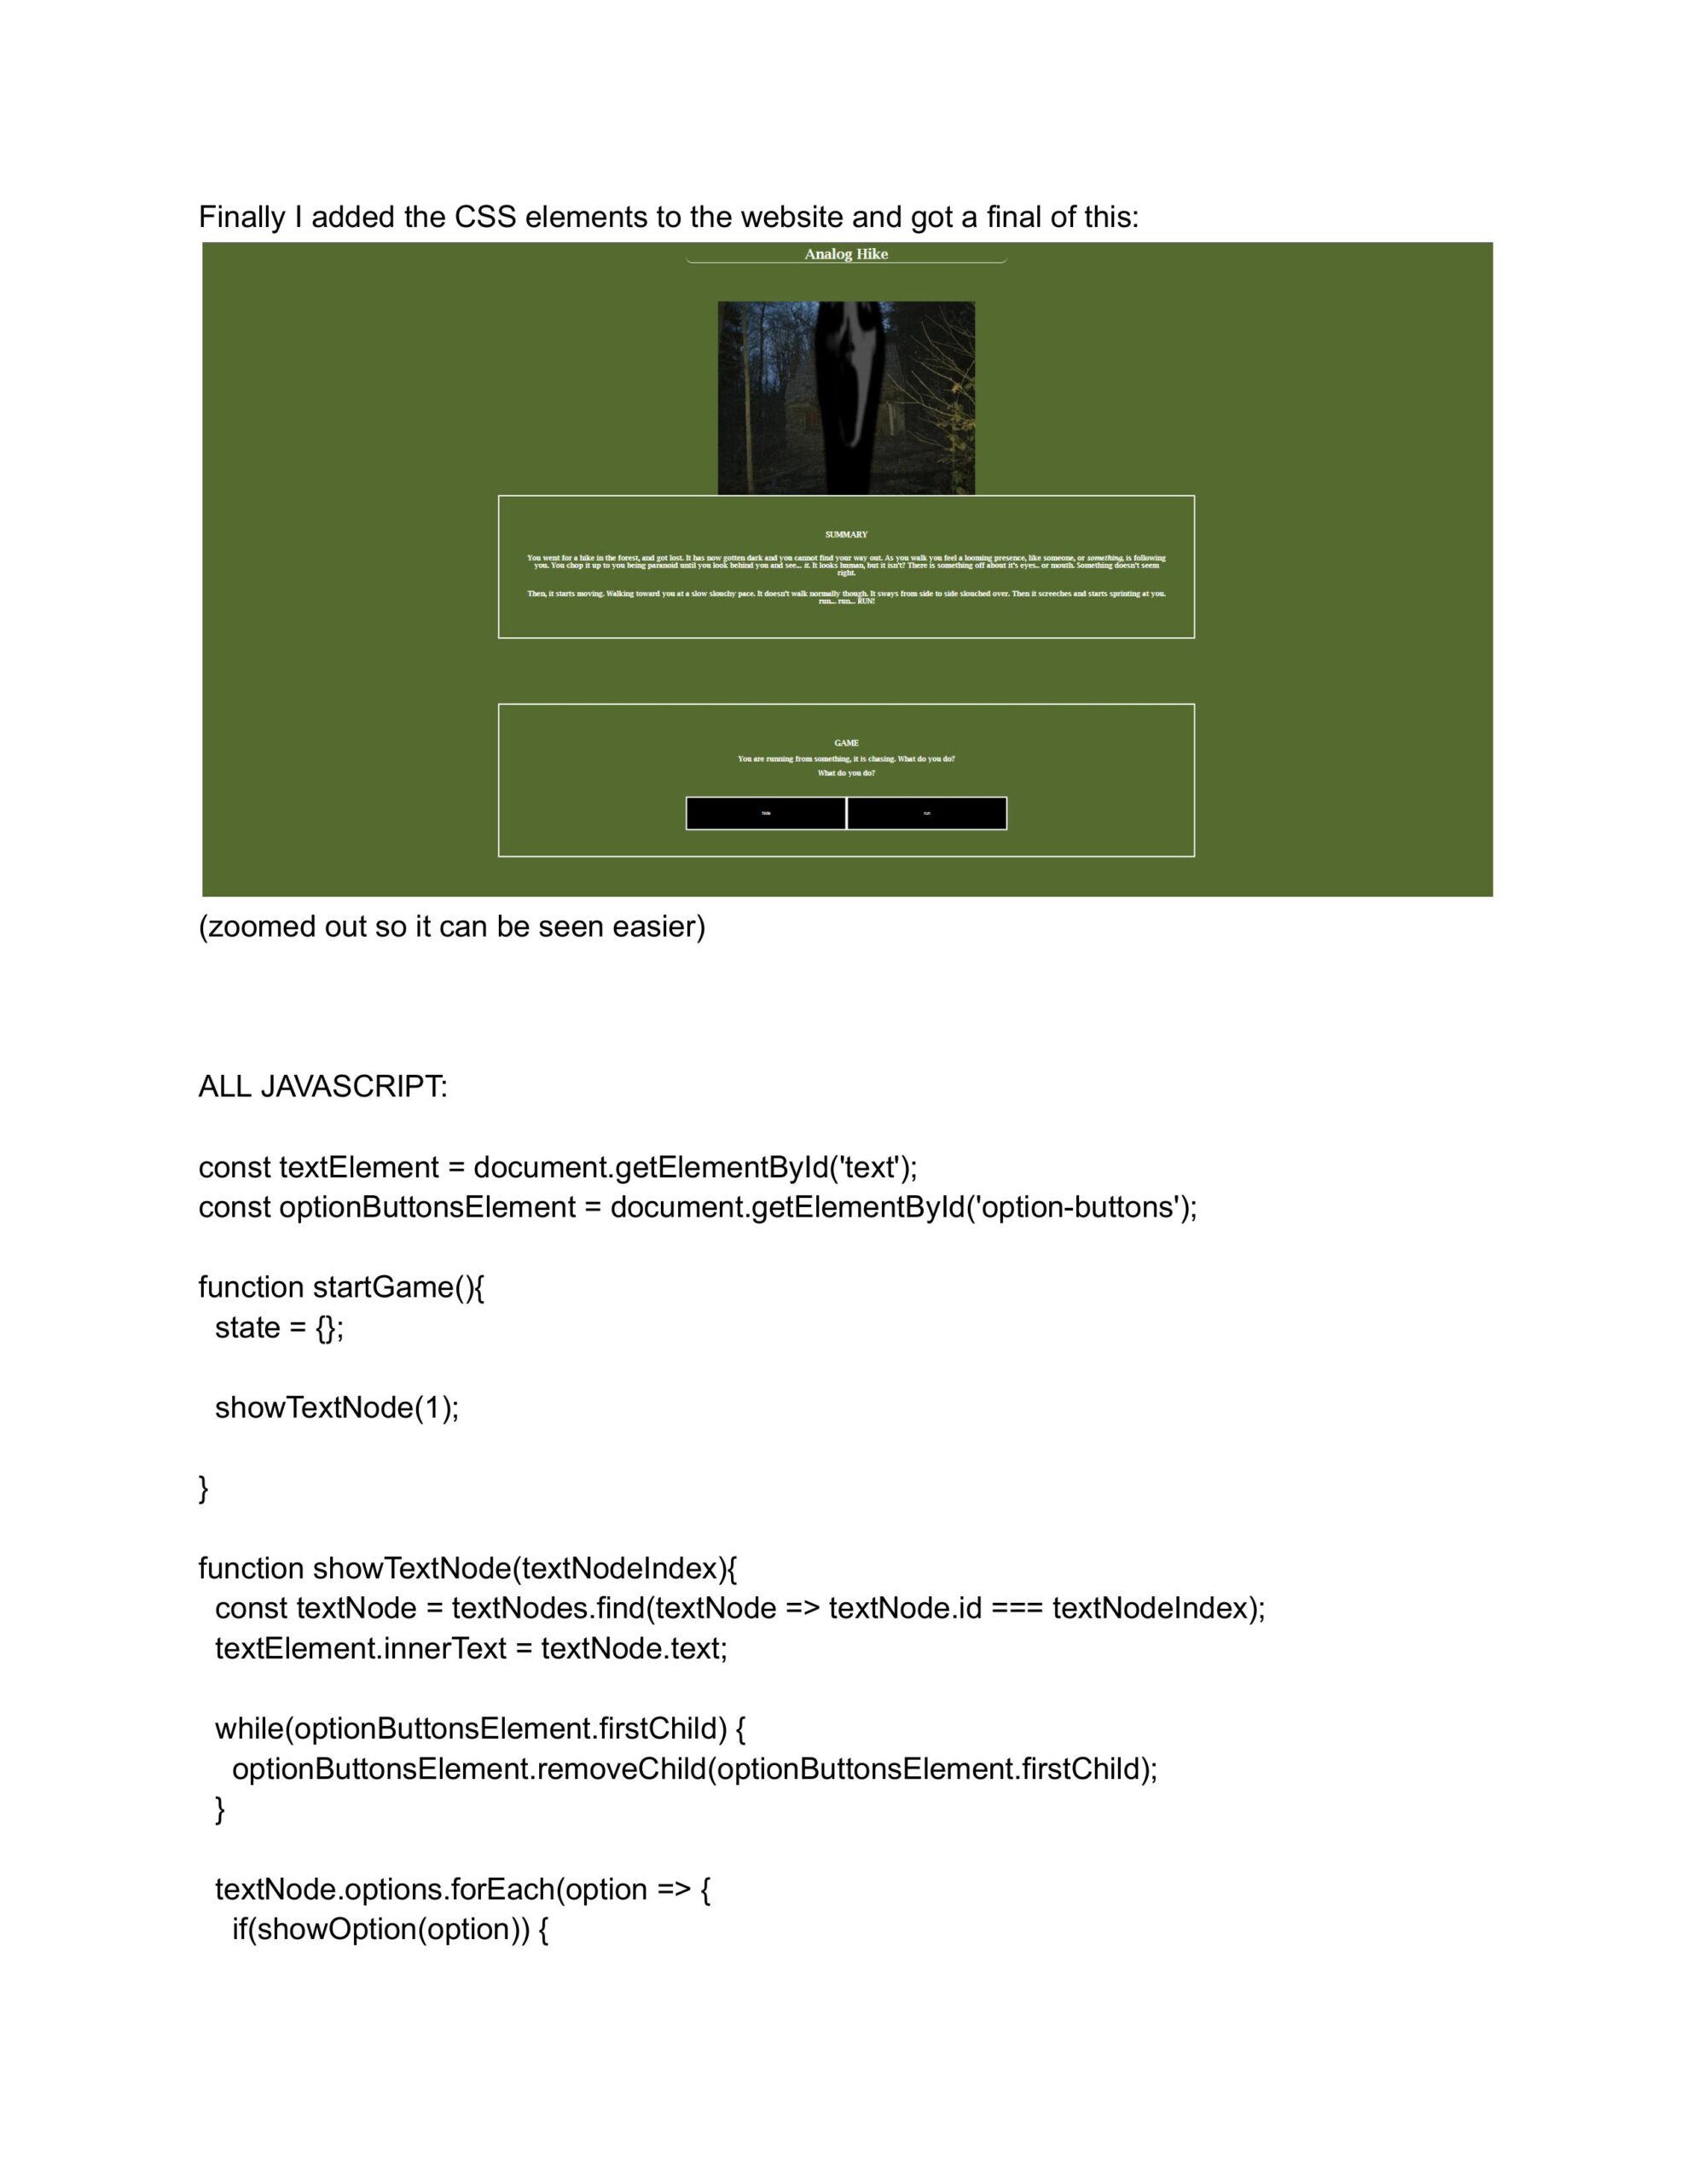 Finally I added the CSS elements to the website and got a final of this:
Analog Hike
SUMMARY
You went for a hike in the forest, and got lost. It has now gotten dark and you cannot find your way out. As you walk you feel a looming presence, like someone, or something, is following
you. You chop it up to you being paranoid until you look behind you and see... it. It looks human, but it isn't? There is something off about it's eyes.. or mouth. Something doesn't seem
right.
Then, it starts moving. Walking toward you at a slow slouchy pace. It doesn't walk normally though. It sways from side to side slouched over. Then it screeches and starts sprinting at you.
run... run... RUN!
GAME
You are running from something, it is chasing. What do you do?
What do you do?
hide run
(zoomed out so it can be seen easier)
ALL JAVASCRIPT:
const textElement = document.getElementById('text');
const optionButtonsElement = document.getElementById('option-buttons');
function startGame(){
state = {};
showTextNode(1);
}
function showTextNode(textNodeIndex){
const textNode = textNodes.find(textNode => textNode.id === textNodeIndex);
textElement.innerText = textNode.text;
while(optionButtonsElement.firstChild) {
optionButtonsElement.removeChild(optionButtonsElement.firstChild);
}
textNode.options.forEach(option => {
if(showOption(option)) {